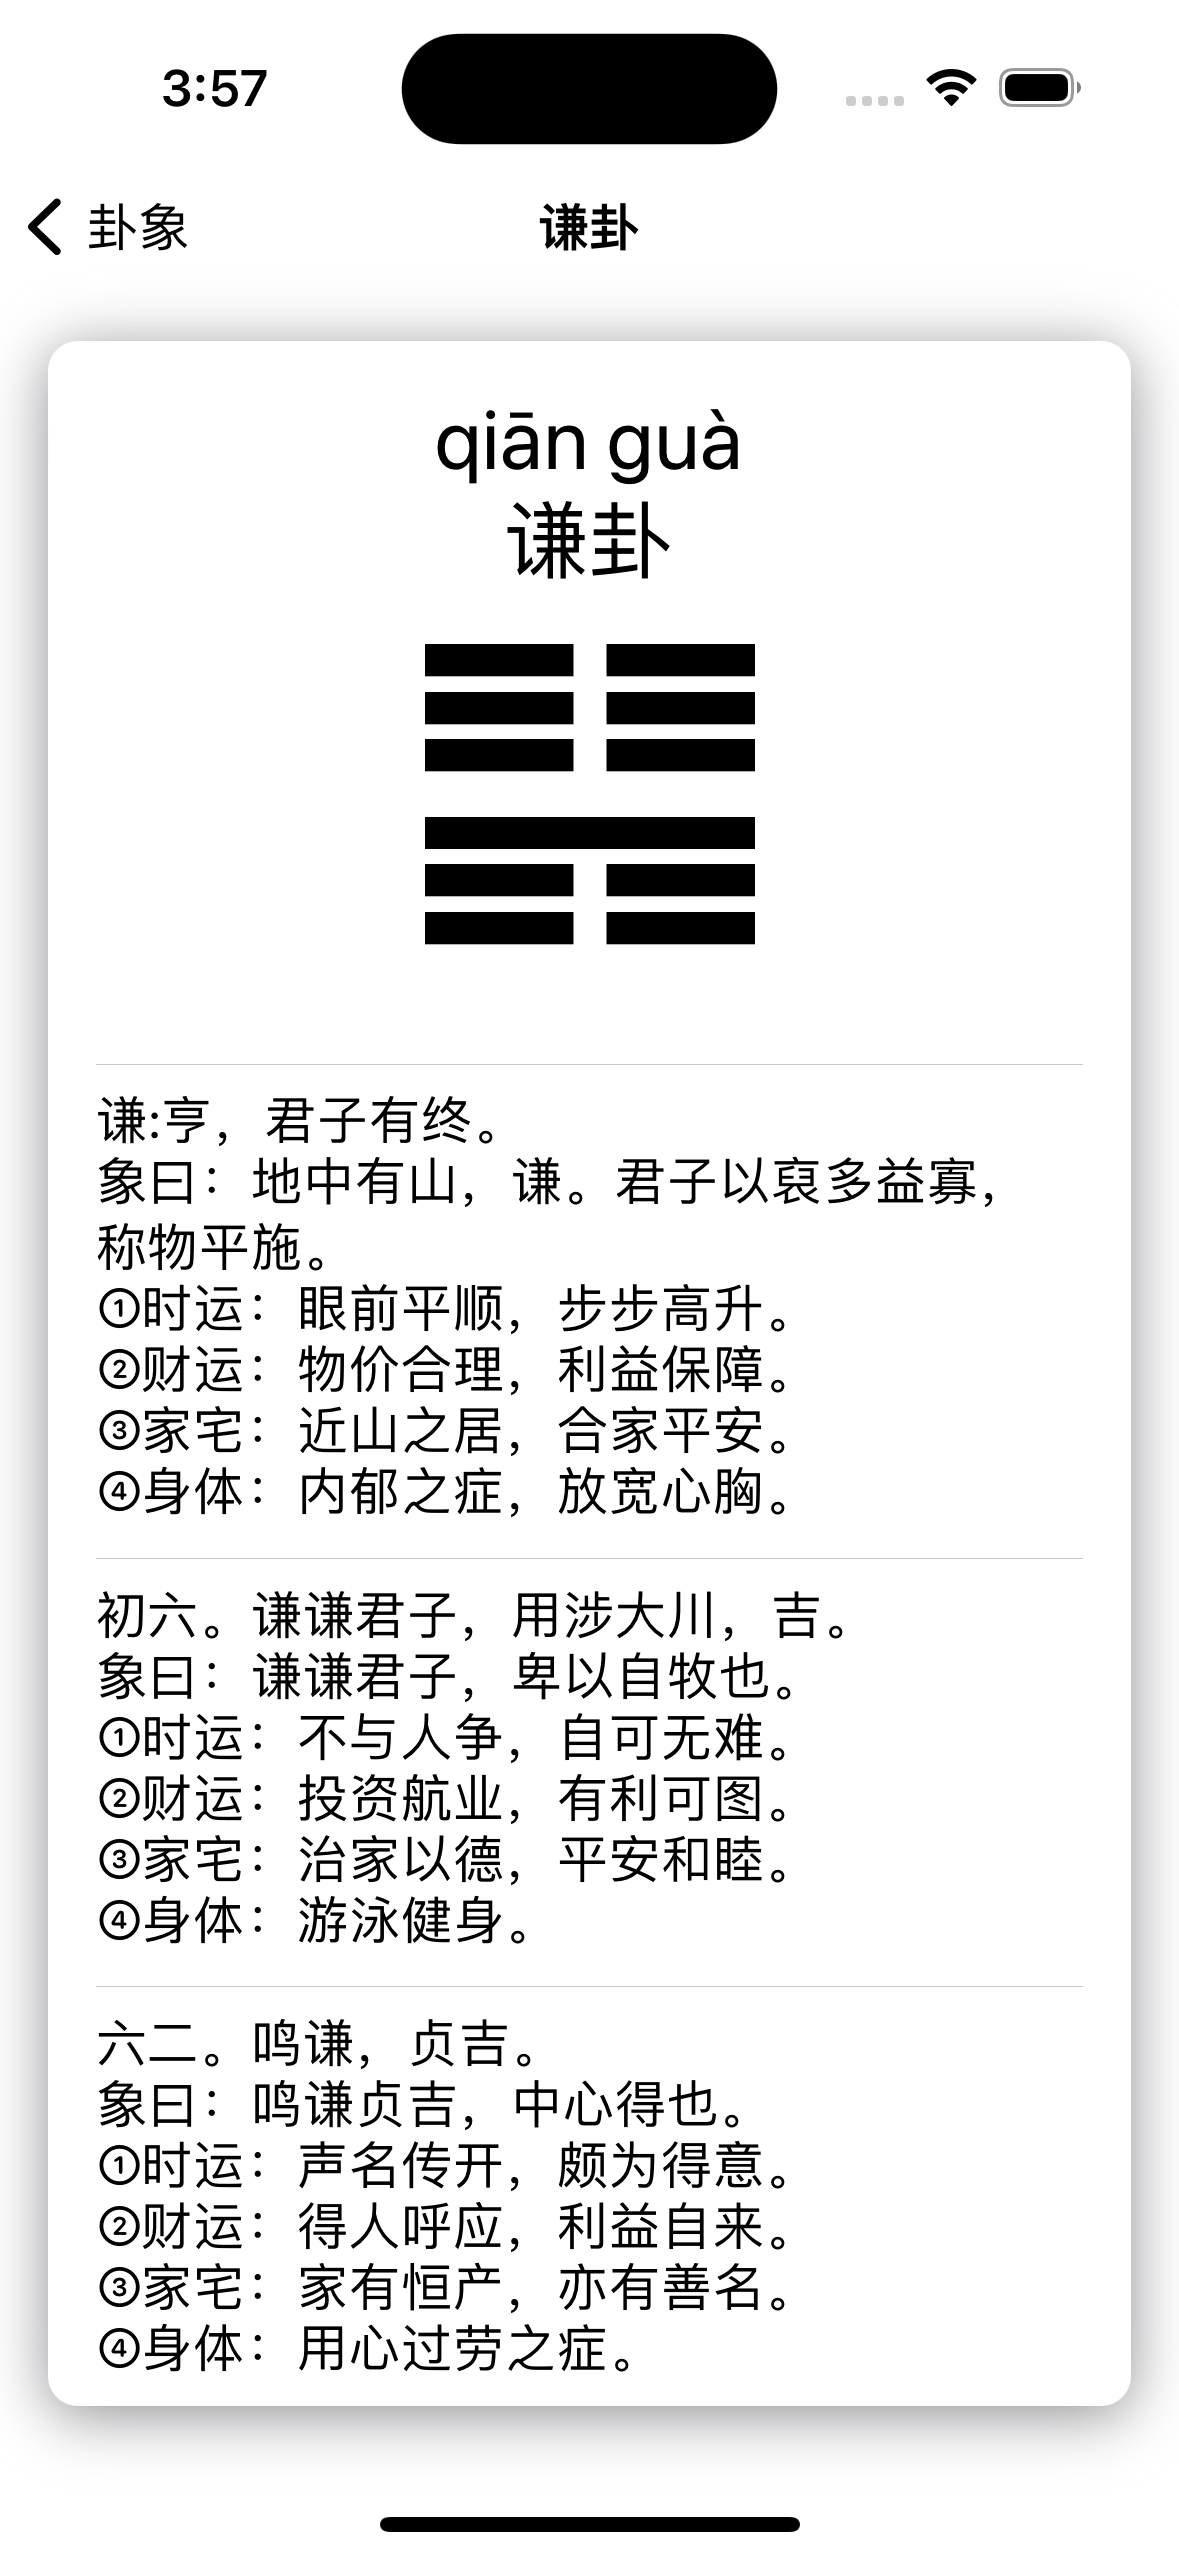 3:57
卦象
谦卦
qiān guà
谦卦
谦:亨，君子有终。
象曰：地中有山，谦。君子以裒多益寡，
称物平施。
①时运：眼前平顺，步步高升。
②财运：物价合理，利益保障。
③家宅：近山之居，合家平安。
④身体：内郁之症，放宽心胸。
初六。谦谦君子，用涉大川，吉。
象曰：谦谦君子，卑以自牧也。
①时运：不与人争，自可无难。
②财运：投资航业，有利可图。
③家宅：治家以德，平安和睦。
④身体：游泳健身。
六二。鸣谦，贞吉。
象曰：鸣谦贞吉，中心得也。
①时运：声名传开，颇为得意。
②财运：得人呼应，利益自来。
③家宅：家有恒产，亦有善名。
④身体：用心过劳之症。